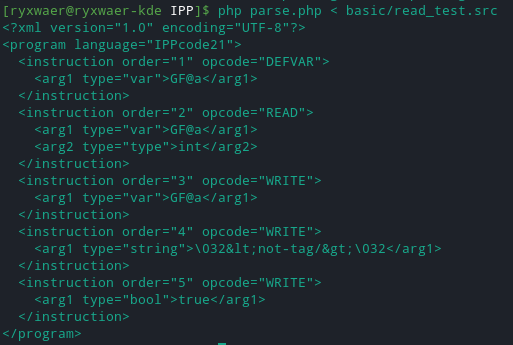 [ryxwaer@ryxwaer-kde IPP]$ php parse.php < basic/read_test.src
<?xml version="1.0" encoding="UTF-8"?>
<program language="IPPcode21">
  <instruction order="1" opcode="DEFVAR">
    <arg1 type="var">GF@a</arg1>
  </instruction>
  <instruction order="2" opcode="READ">
    <arg1 type="var">GF@a</arg1>
    <arg2 type="type">int</arg2>
  </instruction>
  <instruction order="3" opcode="WRITE">
    <arg1 type="var">GF@a</arg1>
  </instruction>
  <instruction order="4" opcode="WRITE">
    <arg1 type="string">\032&lt;not-tag/&gt;\032</arg1>
  </instruction>
  <instruction order="5" opcode="WRITE">
    <arg1 type="bool">true</arg1>
  </instruction>
</program>